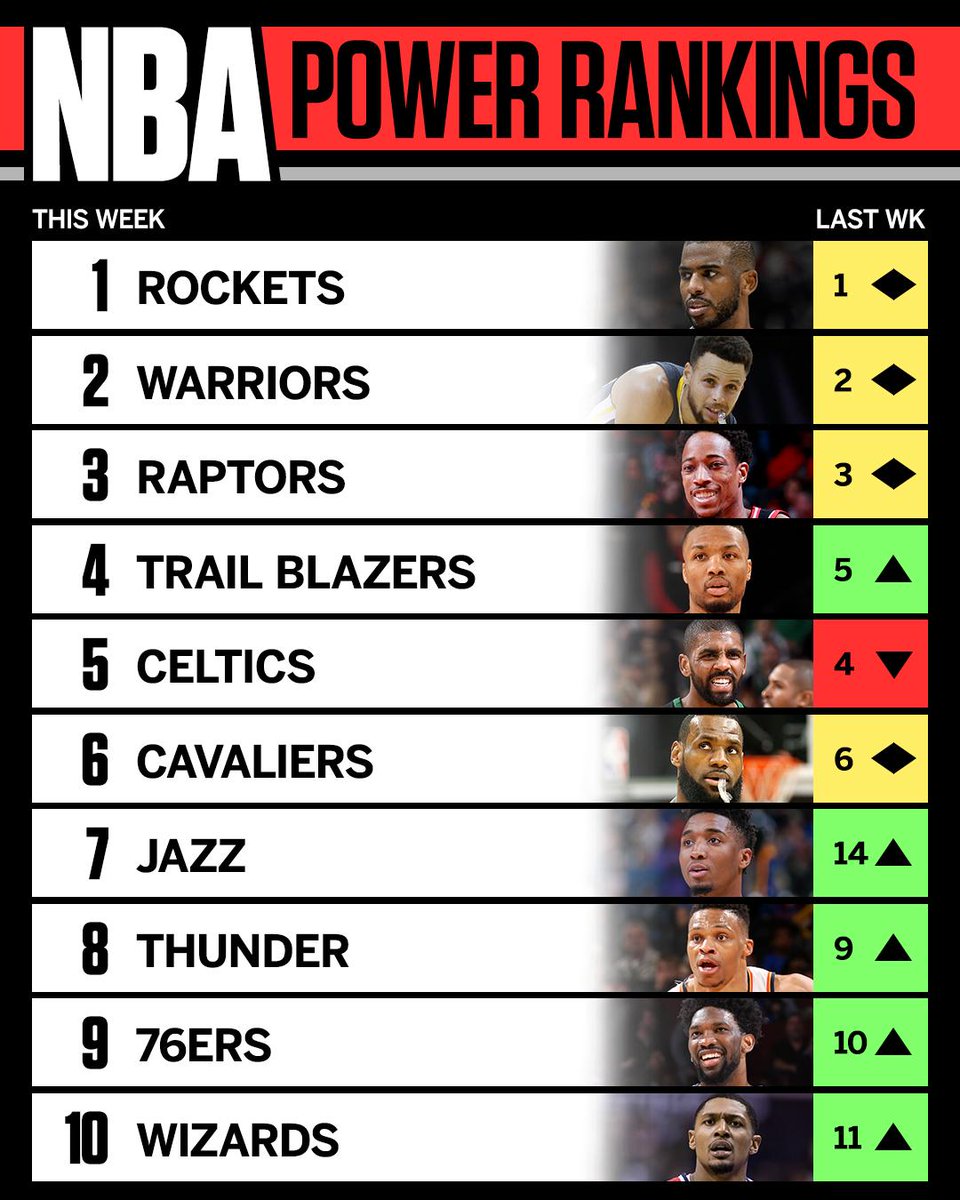 NBA POWER RANKINGS
THIS WEEK LAST WK
1 ROCKETS 1
2 WARRIORS 2
3 RAPTORS 3
4 TRAIL BLAZERS 5
5 CELTICS 4
6 CAVALIERS 6
7 JAZZ 14
8 THUNDER 9
9 76ERS 10
10 WIZARDS 11